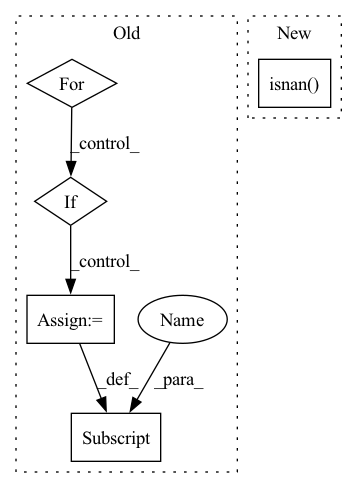 Old
New
For
isnan()
_control_
If
_control_
Assign:=
Name
_def_
_para_
Subscript